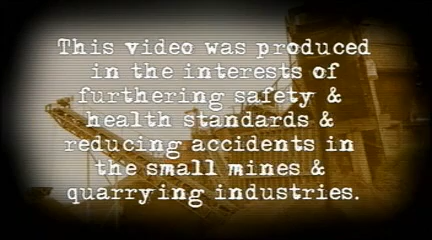 This video was produced
in the interests of
furthering safety &
health standards &
reducing accidents in
the small mines &
quarrying industries.